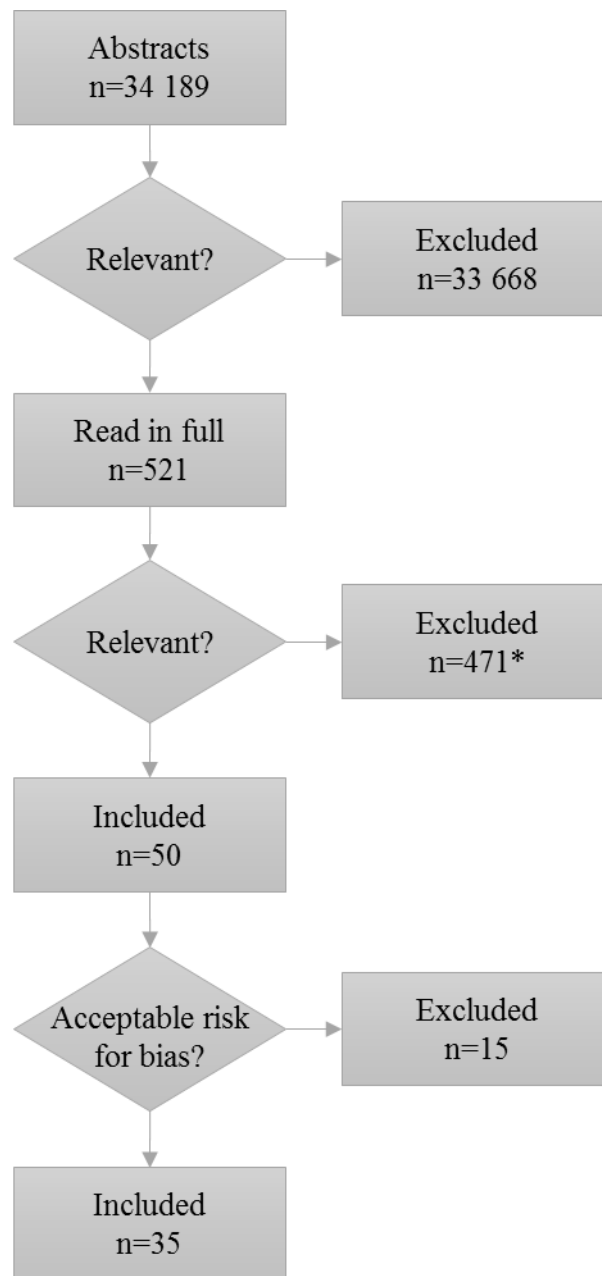 Abstracts
n=34 189
Relevant?
Excluded
n=33 668
Read in full
n=521
Relevant?
Excluded
n=471*
Included
n=50
Acceptable risk
for bias?
Excluded
n=15
Included
n=35